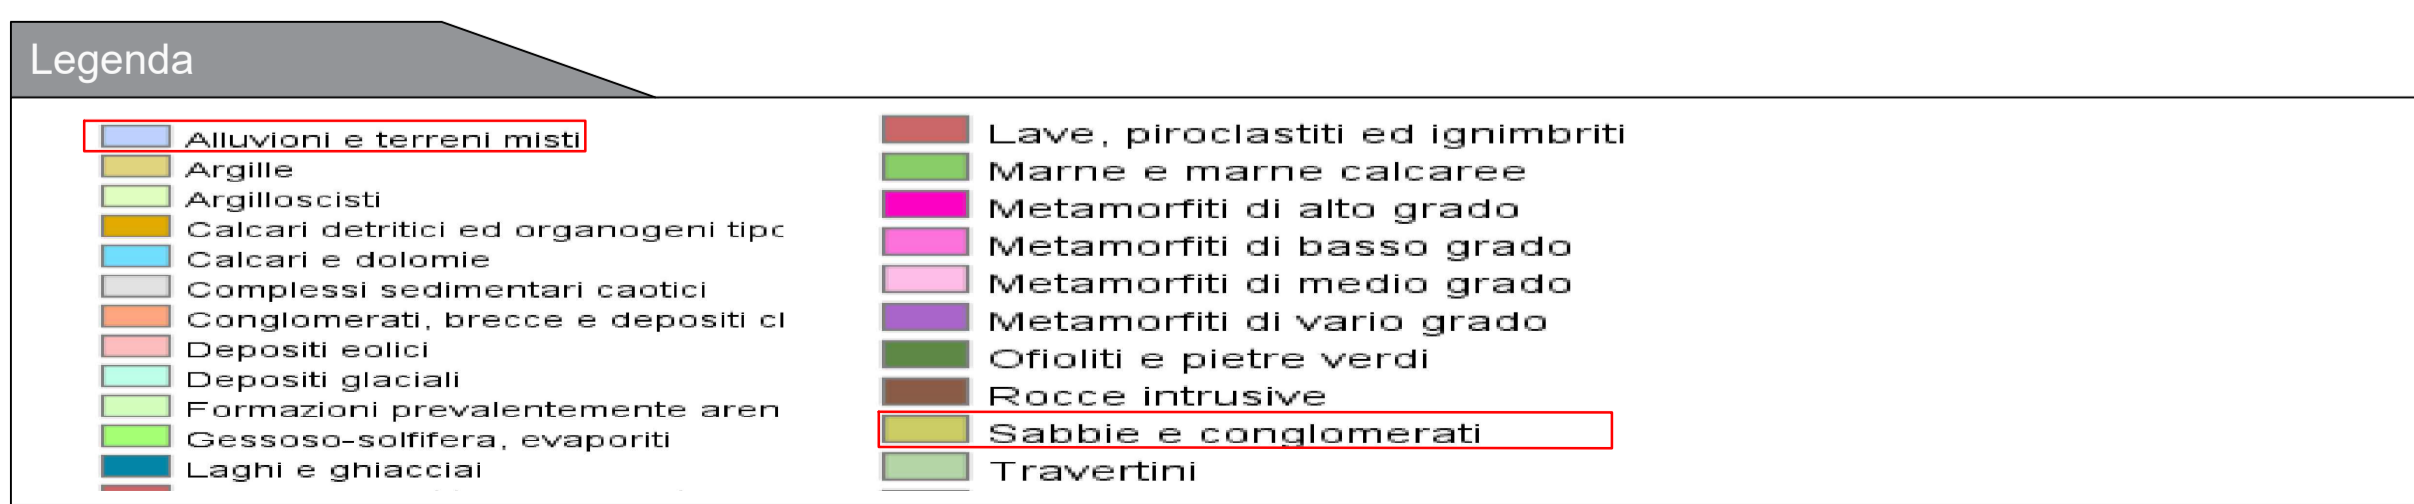 Legenda
Alluvioni e terreni misti
Argille
Argilloscisti
Calcari detritici ed organogeni tipo
Calcari e dolomie
Complessi sedimentari caotici
Conglomerati, brecce e depositi cl
Depositi eolici
Depositi glaciali
Formazioni prevalentemente aren
Gessoso-solfifera, evaporiti
Laghi e ghiacciai
Lave, piroclastiti ed ignimbriti
Marne e marne calcaree
Metamorfiti di alto grado
Metamorfiti di basso grado
Metamorfiti di medio grado
Metamorfiti di vario grado
Ofioliti e pietre verdi
Rocce intrusive
Sabbie e conglomerati
Travertini